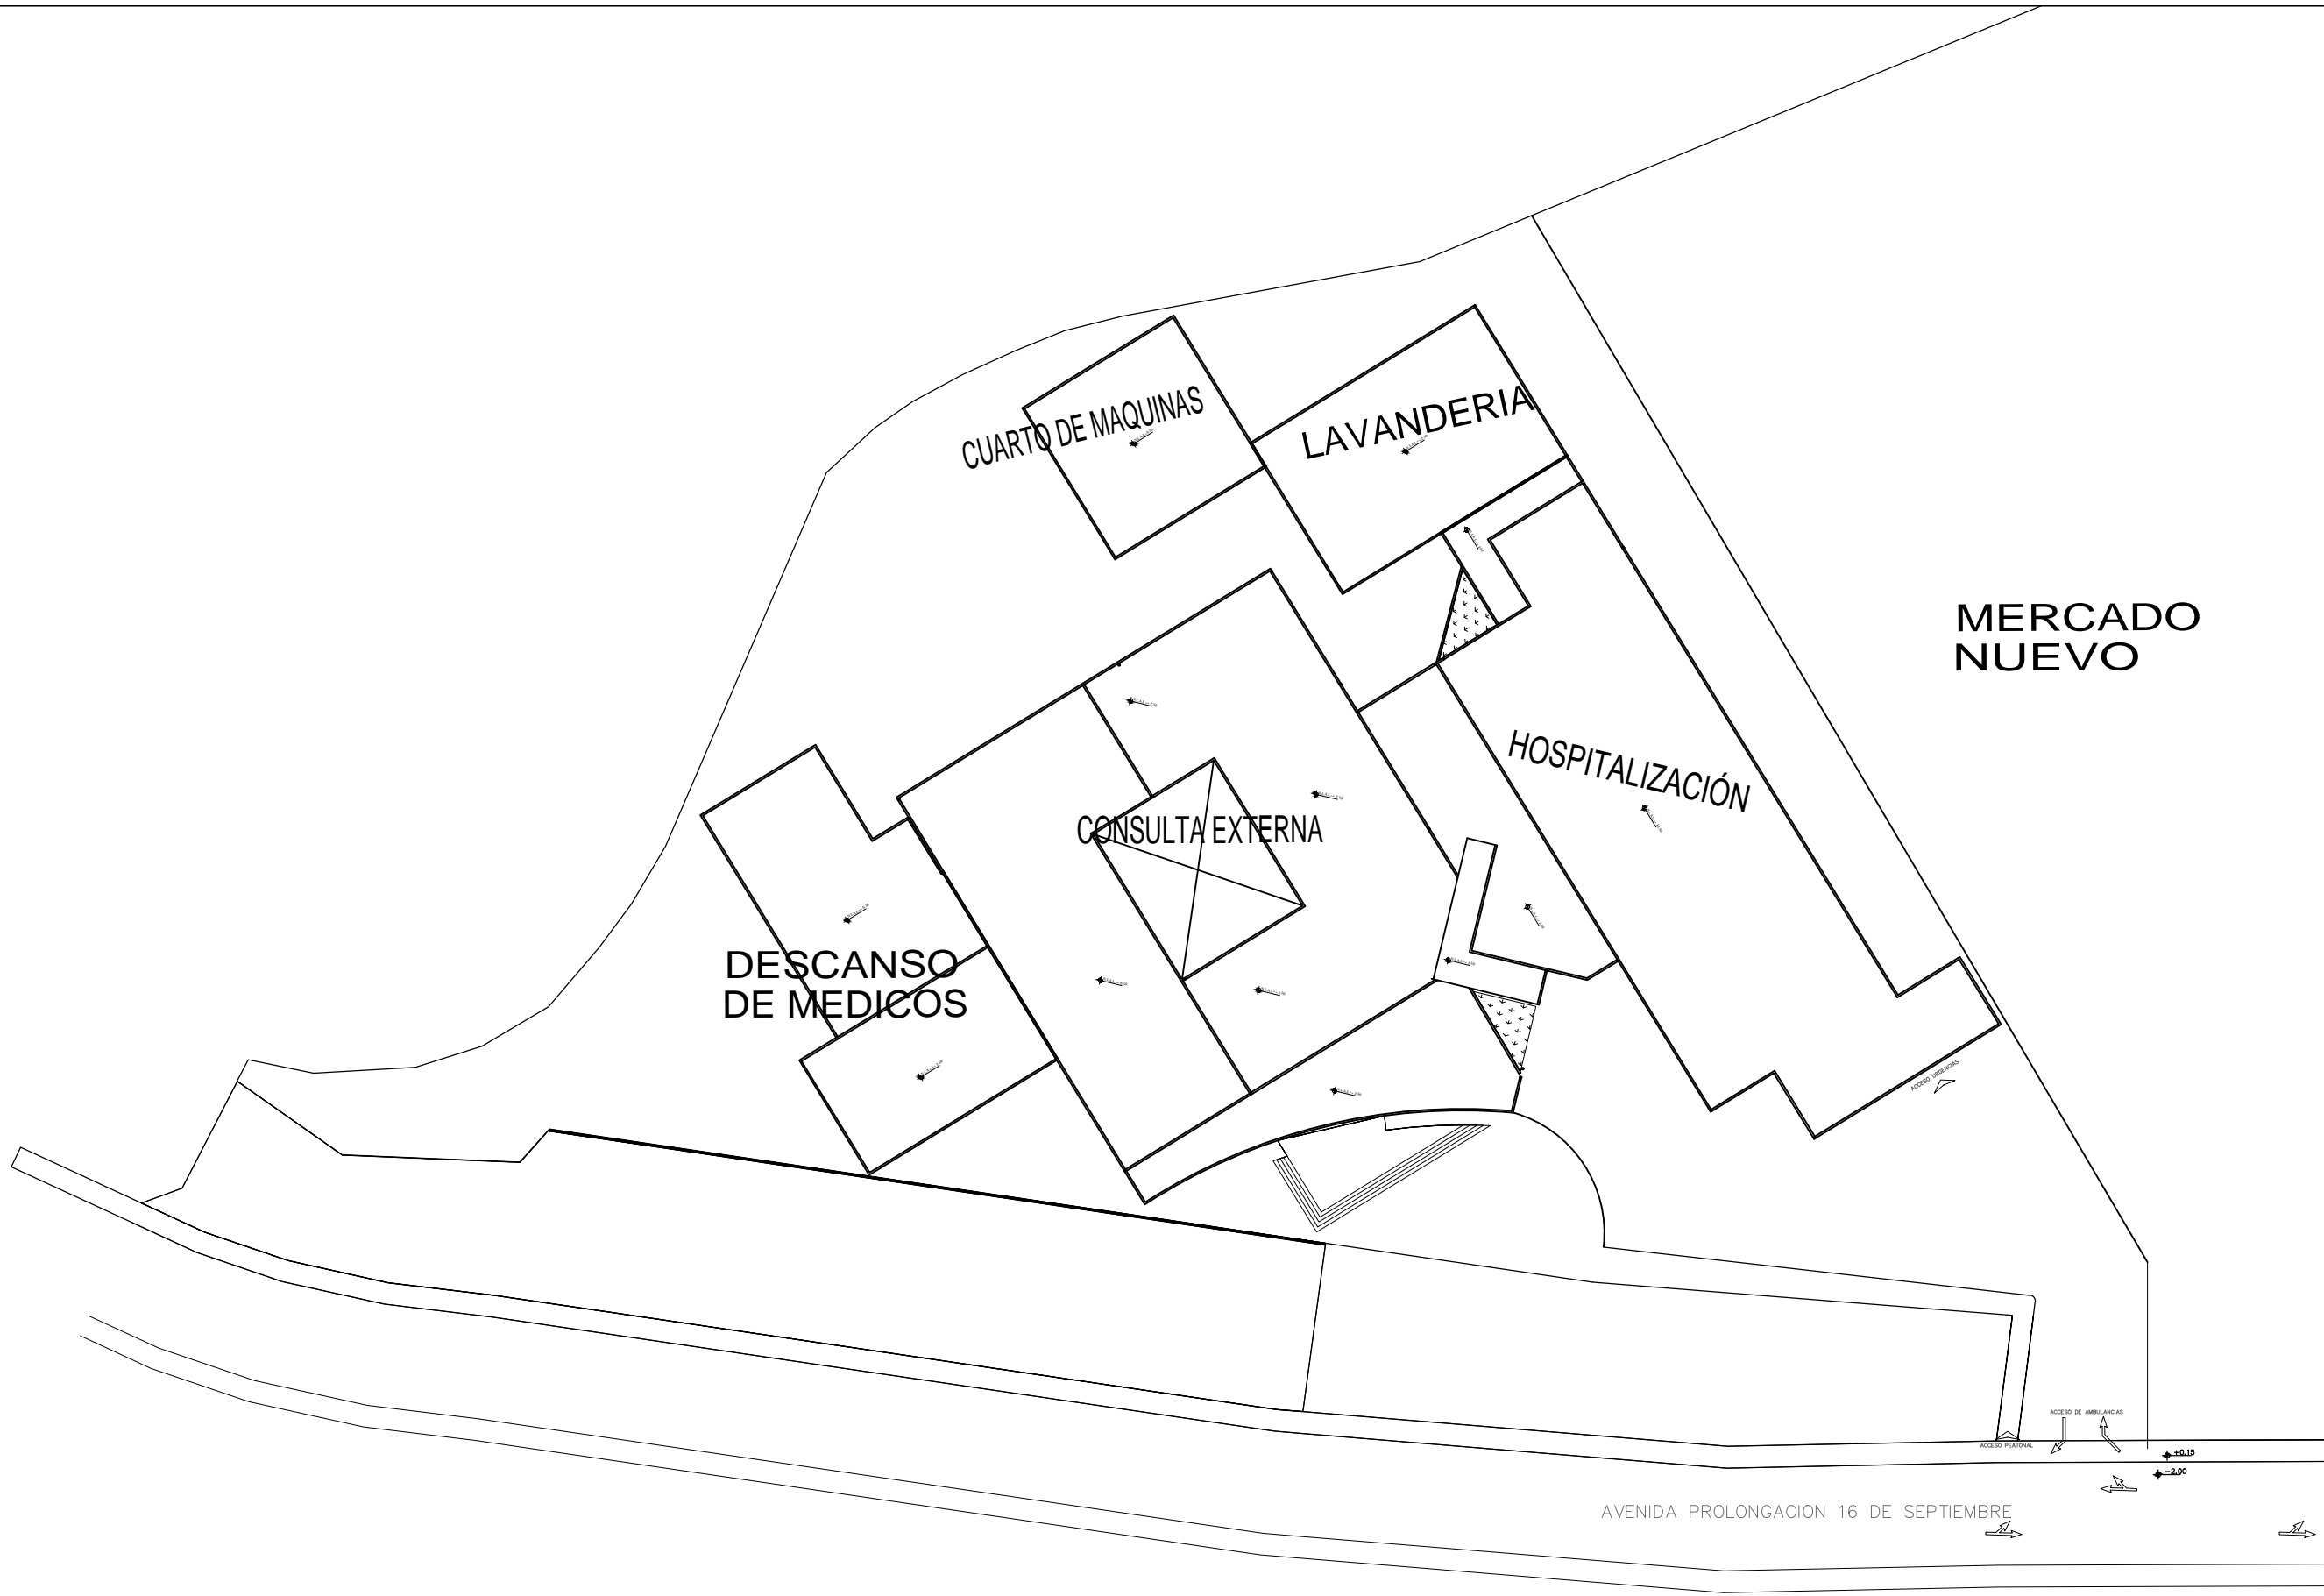 CUARTO DE MAQUINAS
LAVANDERIA
MERCADO
NUEVO
HOSPITALIZACIÓN
CONSULTA EXTERNA
DESCANSO
DE MEDICOS
ACCESO URGENCIAS
ACCESO DE AMBULANCIAS
ACCESO PEATONAL
+0.15
-2.00
AVENIDA PROLONGACION 16 DE SEPTIEMBRE